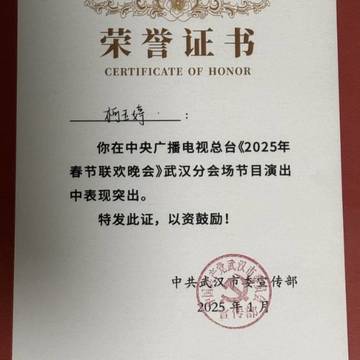 荣誉证书
CERTIFICATE OF HONOR
柯玉婷:
你在中央广播电视总台《2025年
春节联欢晚会》武汉分会场节目演出
中表现突出。
特发此证，以资鼓励！
中共武汉市委宣传部
2025年1月